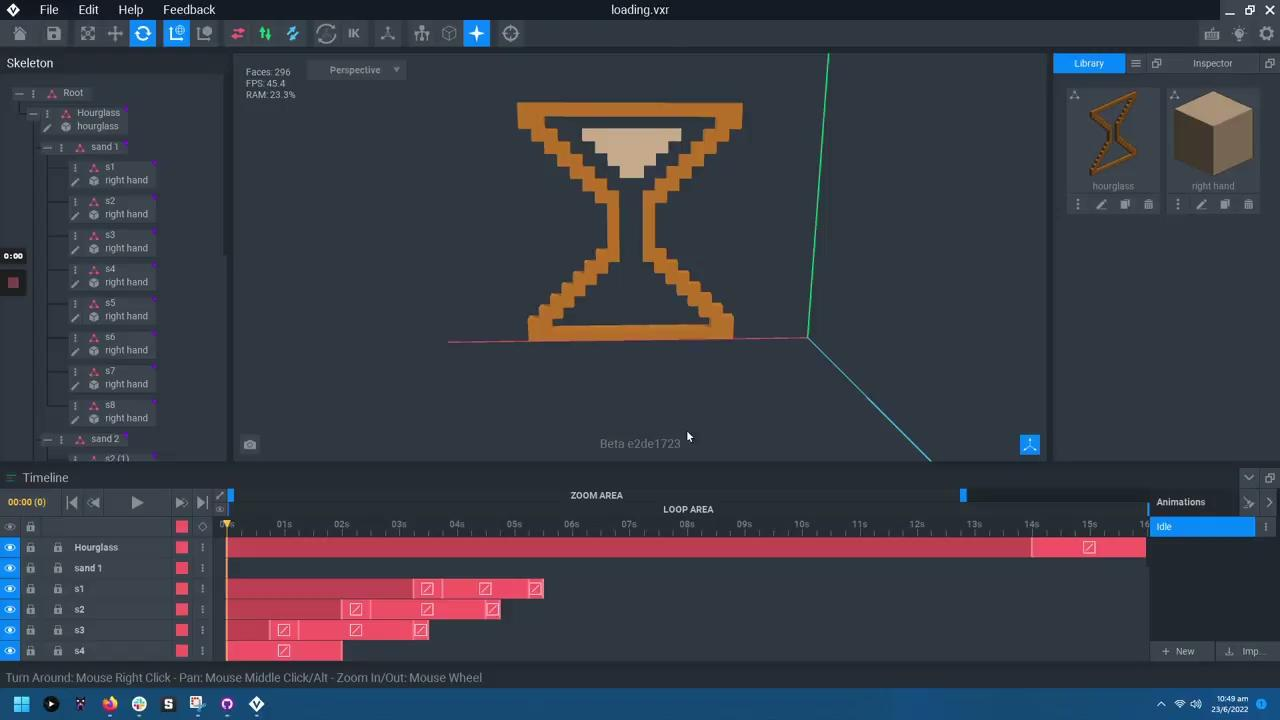 File Edit Help Feedback
loading.vxr
IK
Skeleton
Root
Hourglass
hourglass
sand 1
s1
right hand
s2
right hand
s3
right hand
s4
right hand
s5
right hand
s6
right hand
s7
right hand
s8
right hand
sand 2
s2 (1)
0:00
Faces: 296
FPS: 45.4
RAM: 23.3%
Perspective
Beta e2de1723
Library
Inspector
hourglass
right hand
Timeline
00:00 (0)
ZOOM AREA
LOOP AREA
01s 02s 03s 04s 05s 06s 07s 08s 09s 10s 11s 12s 13s 14s 15s 16
Animations
Idle
Hourglass
sand 1
s1
s2
s3
s4
New
Imp...
Turn Around: Mouse Right Click - Pan: Mouse Middle Click/Alt - Zoom In/Out: Mouse Wheel
10:49 am
23/6/2022